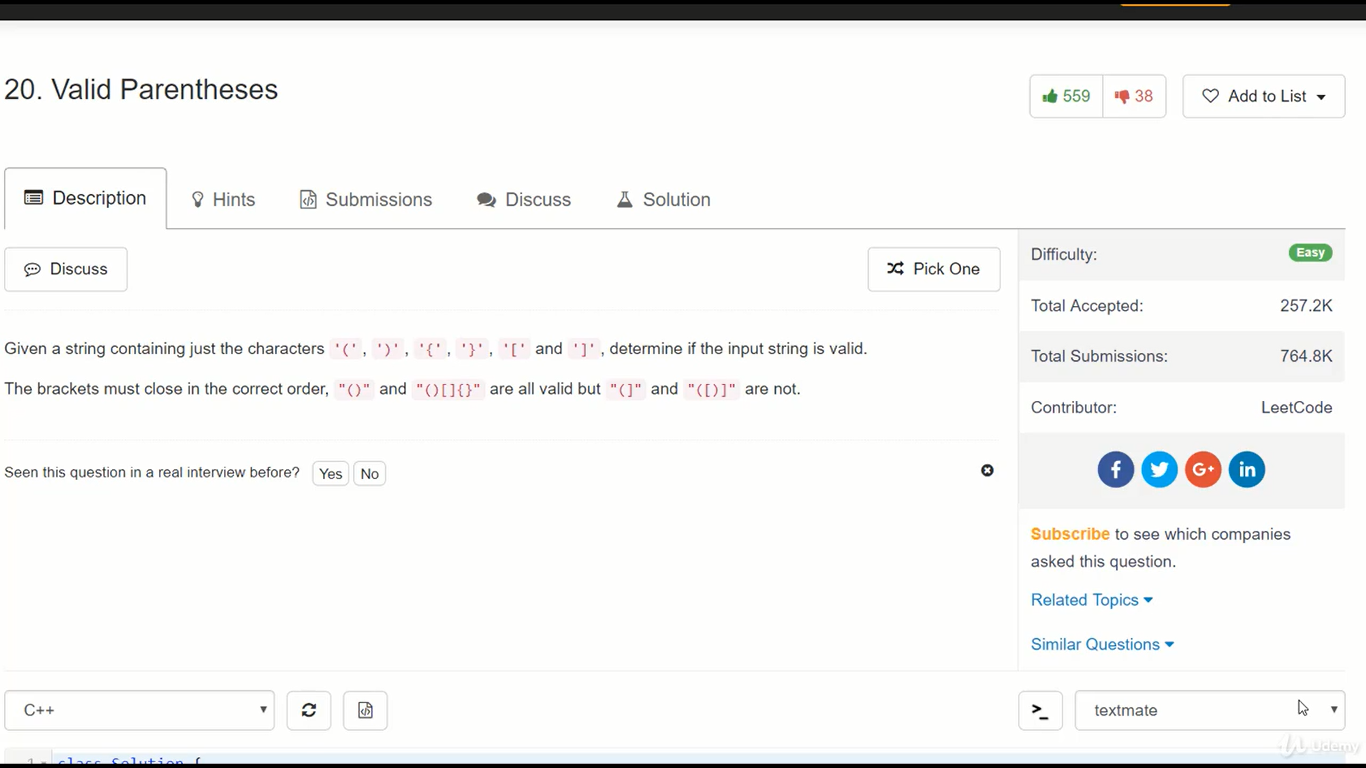 20. Valid Parentheses
559 38 Add to List
Description Hints Submissions Discuss Solution
Discuss Pick One
Given a string containing just the characters '(', ')', '{', '}', '[' and ']', determine if the input string is valid.
The brackets must close in the correct order, "()" and "()[]{}" are all valid but "(]" and "([)]" are not.
Seen this question in a real interview before? Yes No
Difficulty: Easy
Total Accepted: 257.2K
Total Submissions: 764.8K
Contributor: LeetCode
f G+ in
Subscribe to see which companies
asked this question.
Related Topics
Similar Questions
C++ >_ textmate
1 class Solution {
Udemy